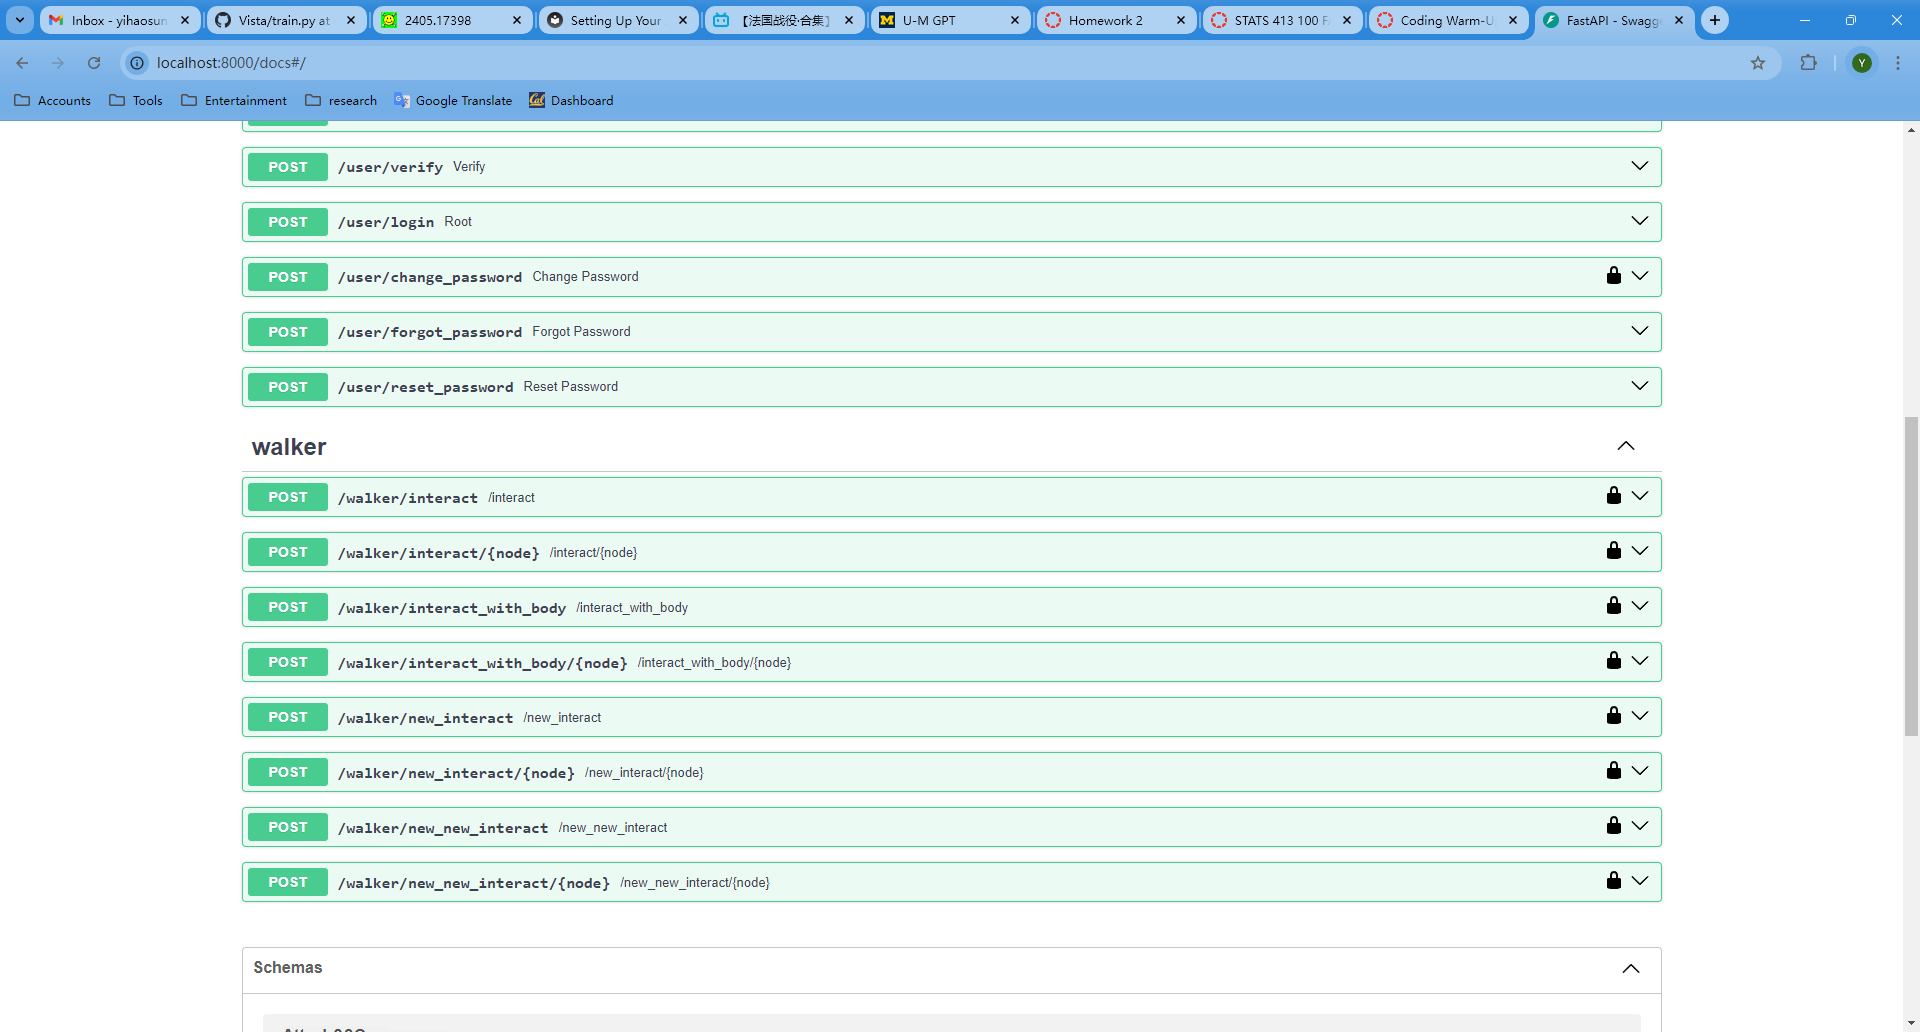 Inbox - yihaosun
Vista/train.py at
2405.17398
Setting Up Your
【法国战役·合集】
U-M GPT
Homework 2
STATS 413 100 FA
Coding Warm-U
FastAPI - Swagge
localhost:8000/docs#/
Y
Accounts
Tools
Entertainment
research
Google Translate
Cal
Dashboard
POST /user/verify Verify
POST /user/login Root
POST /user/change_password Change Password
POST /user/forgot_password Forgot Password
POST /user/reset_password Reset Password
walker
POST /walker/interact /interact
POST /walker/interact/{node} /interact/{node}
POST /walker/interact_with_body /interact_with_body
POST /walker/interact_with_body/{node} /interact_with_body/{node}
POST /walker/new_interact /new_interact
POST /walker/new_interact/{node} /new_interact/{node}
POST /walker/new_new_interact /new_new_interact
POST /walker/new_new_interact/{node} /new_new_interact/{node}
Schemas